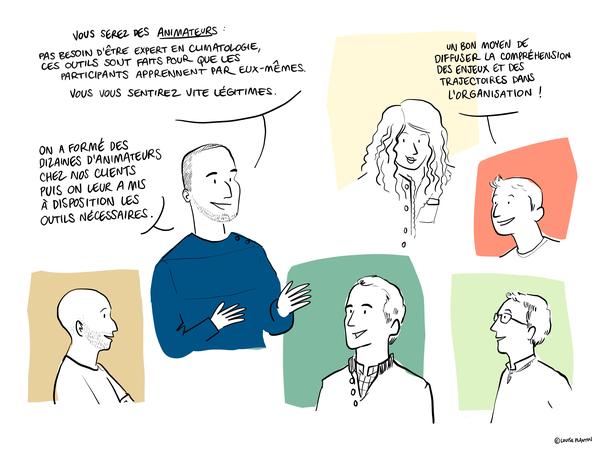 VOUS SEREZ DES ANIMATEURS :
PAS BESOIN D'ÊTRE EXPERT EN CLIMATOLOGIE,
CES OUTILS SONT FAITS POUR QUE LES
PARTICIPANTS APPRENNENT PAR EUX-MÊMES.
VOUS VOUS SENTIREZ VITE LÉGITIMES.
ON A FORMÉ DES
DIZAINES D'ANIMATEURS
CHEZ NOS CLIENTS
PUIS ON LEUR A MIS
À DISPOSITION LES
OUTILS NÉCESSAIRES.
UN BON MOYEN DE
DIFFUSER LA COMPRÉHENSION
DES ENJEUX ET DES
TRAJECTOIRES DANS
L'ORGANISATION !
©LOUISE PLANTIN